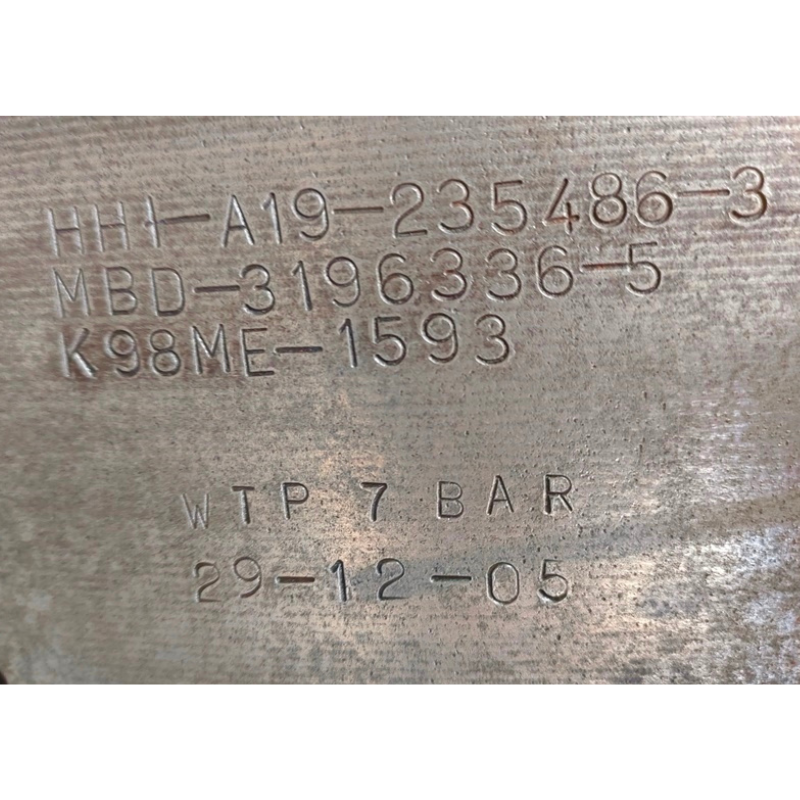 HHI-A19-235486-3
MBD-3196336-5
K98ME-1593
WTP 7 BAR
29-12-05